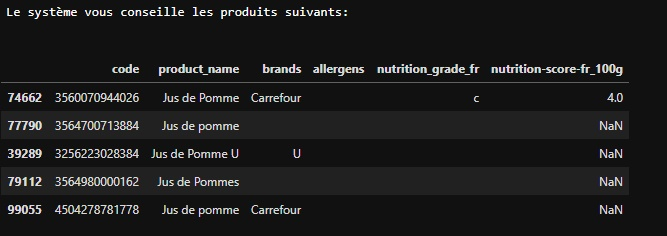 Le système vous conseille les produits suivants:
code product_name brands allergens nutrition_grade_fr nutrition-score-fr_100g
74662 3560070944026 Jus de Pomme Carrefour c 4.0
77790 3564700713884 Jus de pomme NaN
39289 3256223028384 Jus de Pomme U U NaN
79112 3564980000162 Jus de Pommes NaN
99055 4504278781778 Jus de pomme Carrefour NaN